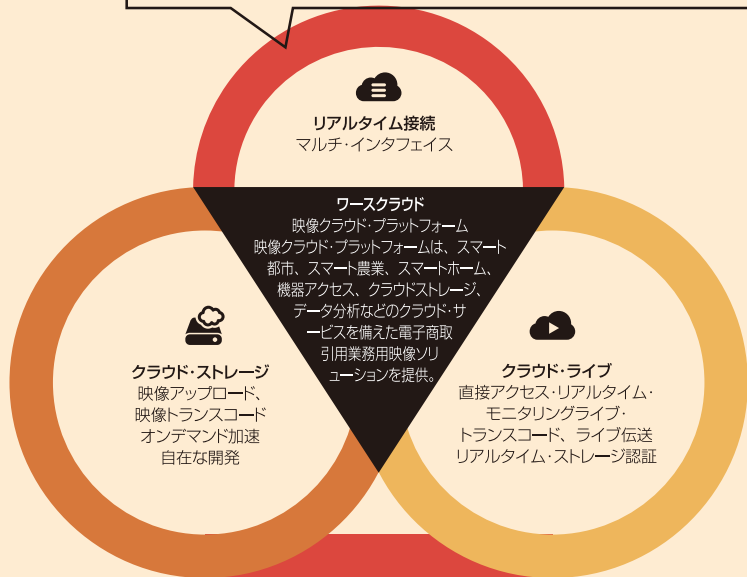 リアルタイム接続
マルチ・インタフェイス
ワースクラウド
映像クラウド・プラットフォーム
映像クラウド・プラットフォームは、スマート
都市、スマート農業、スマートホーム、
機器アクセス、クラウドストレージ、
データ分析などのクラウド・サ
ービスを備えた電子商取
引用業務用映像ソリ
ューションを提供。
クラウド・ストレージ
映像アップロード、
映像トランスコード
オンデマンド加速
自在な開発
クラウド・ライブ
直接アクセス・リアルタイム・
モニタリングライブ・
トランスコード、ライブ伝送
リアルタイム・ストレージ認証